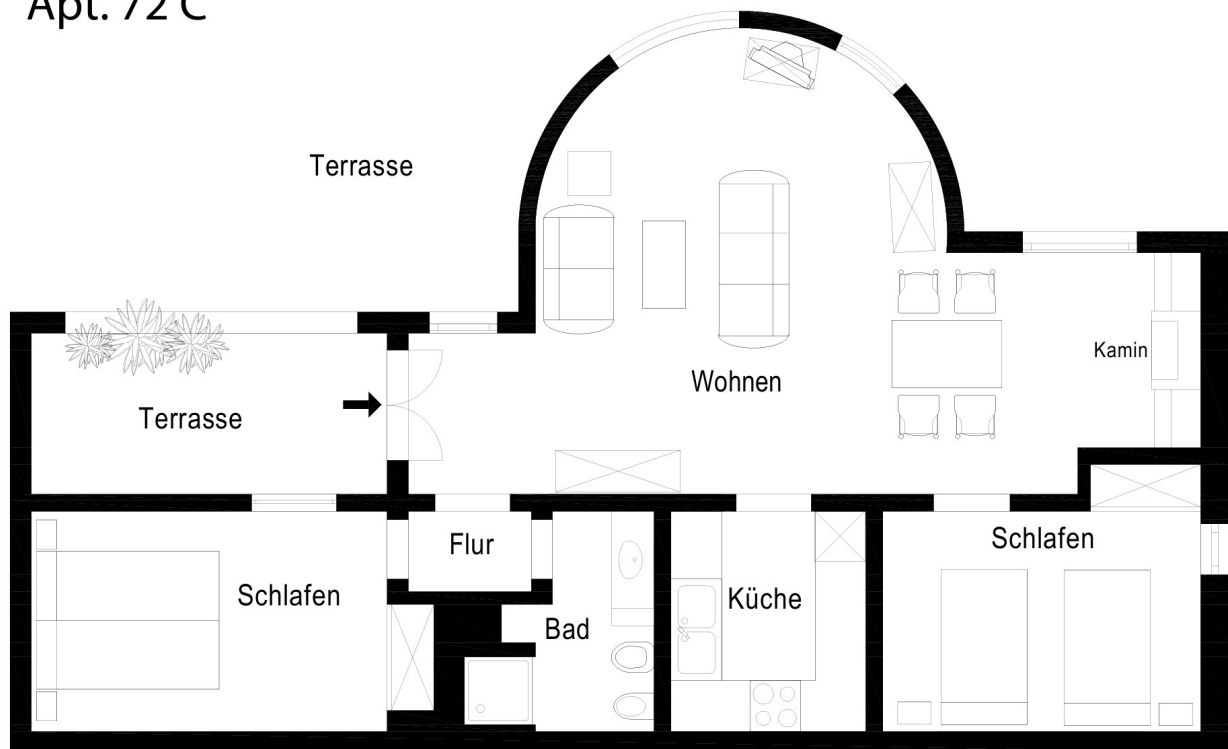 Apt. 72 C
Terrasse
Kamin
Wohnen
Terrasse
Flur
Schlafen
Schlafen
Küche
Bad